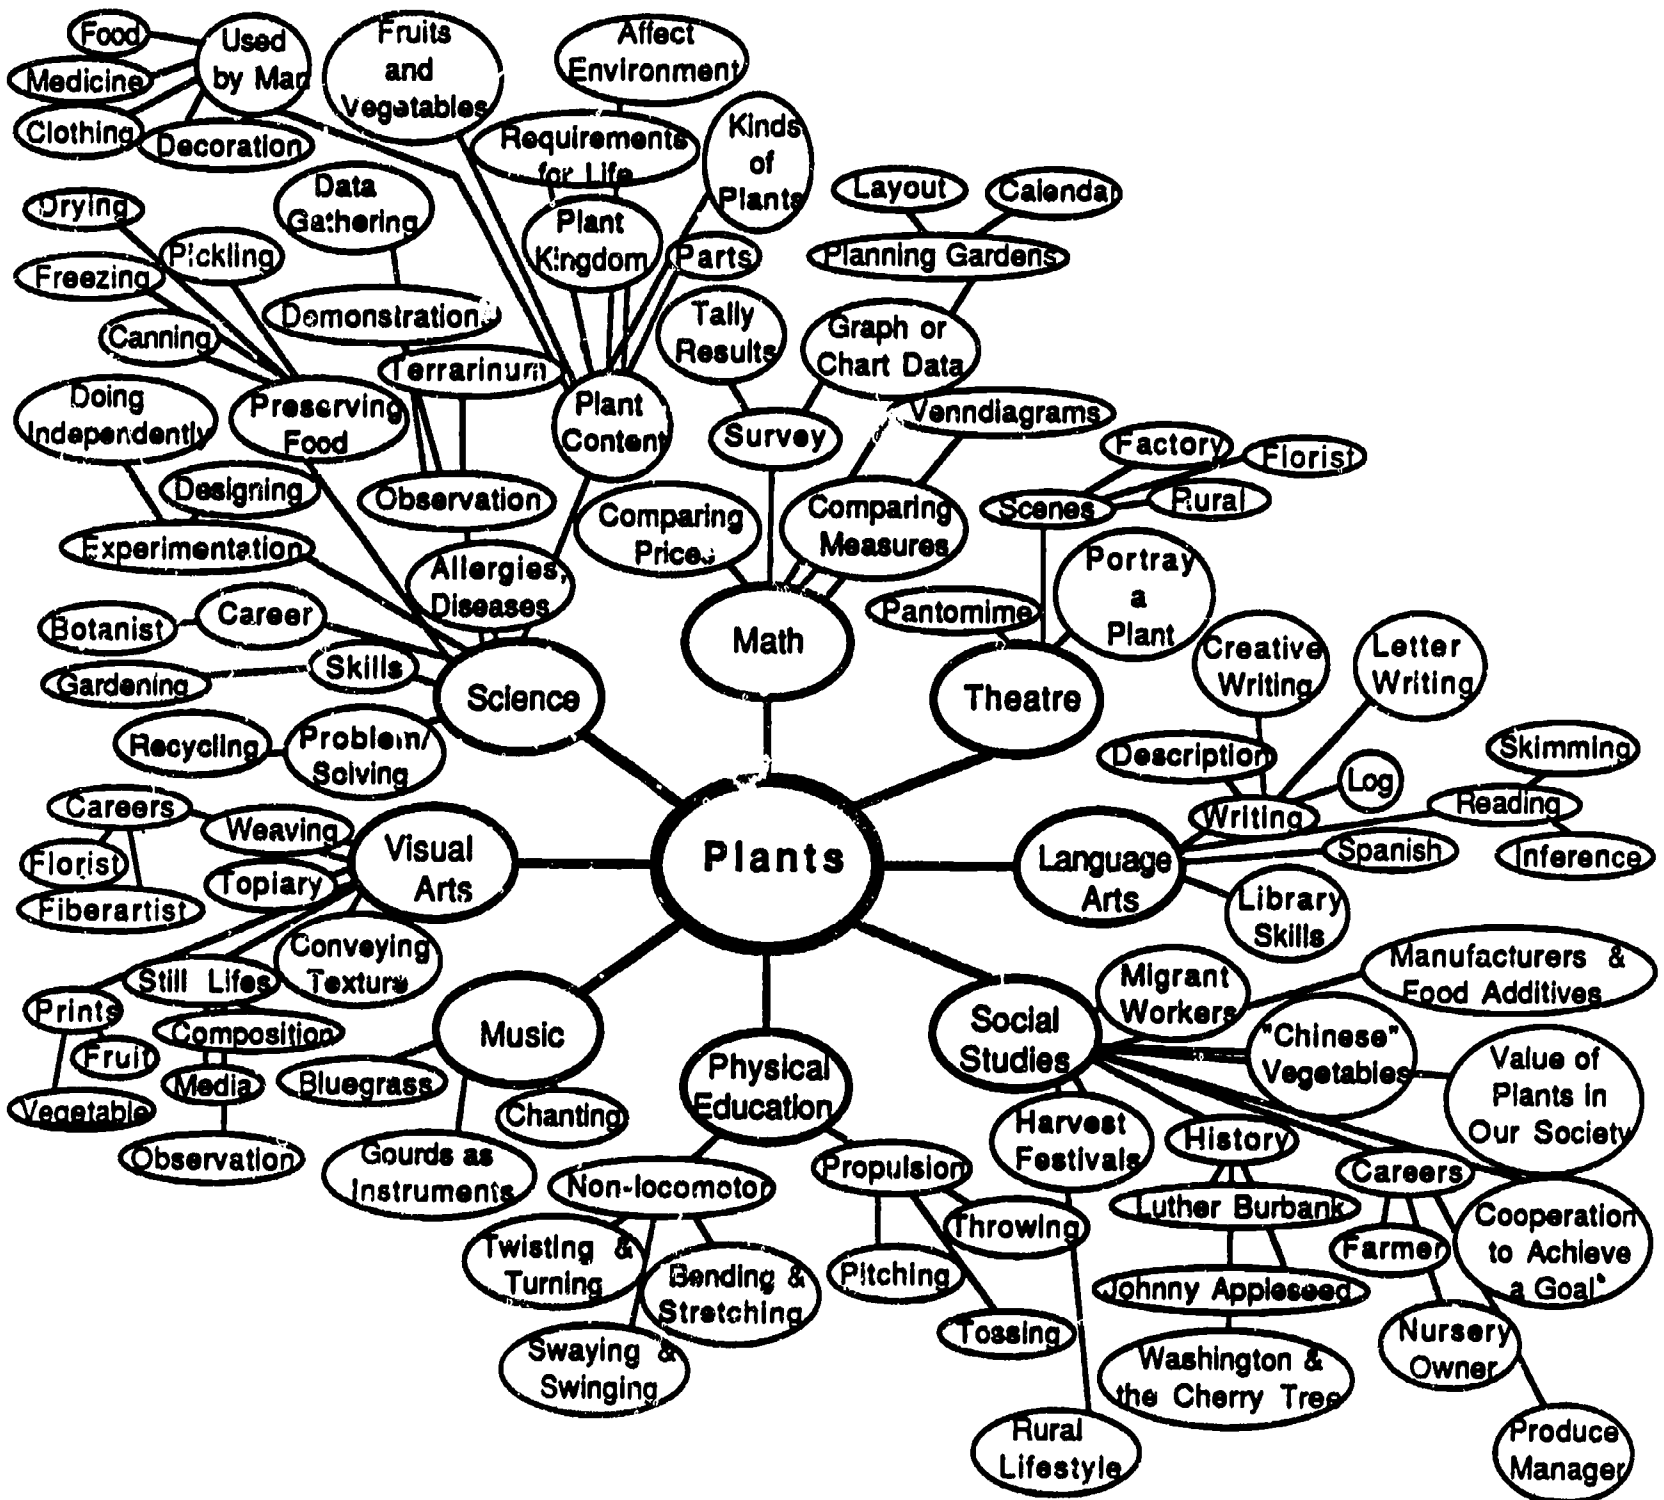 Food
Used
by Man
Medicine
Clothing
Decoration
Fruits
and
Vegetables
Affect
Environment
Requirements
for Life
Kinds
of
Plants
Drying
Pickling
Freezing
Canning
Data
Gathering
Demonstrations
Terrarinum
Plant
Kingdom
Parts
Layout
Calendar
Planning Gardens
Tally
Results
Graph or
Chart Data
Doing
Independently
Preserving
Food
Plant
Content
Survey
Venndiagrams
Designing
Observation
Experimentation
Allergies,
Diseases
Comparing
Prices
Comparing
Measures
Factory
Florist
Scenes
Rural
Portray
a
Plant
Pantomime
Botanist
Career
Gardening
Skills
Science
Math
Theatre
Creative
Writing
Letter
Writing
Recycling
Problem/
Solving
Description
Log
Skimming
Writing
Reading
Spanish
Inference
Library
Skills
Careers
Weaving
Florist
Topiary
Fiberartist
Visual
Arts
Plants
Language
Arts
Conveying
Texture
Still Lifes
Prints
Composition
Fruit
Media
Vegetable
Observation
Music
Bluegrass
Chanting
Gourds as
Instruments
Physical
Education
Social
Studies
Migrant
Workers
Manufacturers &
Food Additives
"Chinese"
Vegetables
Value of
Plants in
Our Society
Harvest
Festivals
History
Careers
Non-locomotor
Propulsion
Twisting &
Turning
Bending &
Stretching
Swaying &
Swinging
Throwing
Pitching
Tossing
Luther Burbank
Johnny Appleseed
Washington &
the Cherry Tree
Farmer
Cooperation
to Achieve
a Goal"
Nursery
Owner
Rural
Lifestyle
Produce
Manager